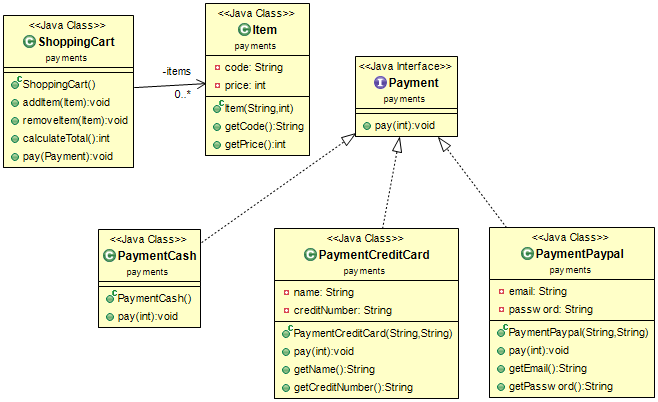 <<Java Class>>
ShoppingCart
payments
ShoppingCart()
addItem(Item):void
removeItem(Item):void
calculateTotal():int
pay(Payment):void
-items
0..*
<<Java Class>>
Item
payments
code: String
price: int
Item(String,int)
getCode():String
getPrice():int
<<Java Interface>>
Payment
payments
pay(int):void
<<Java Class>>
PaymentCash
payments
PaymentCash()
pay(int):void
<<Java Class>>
PaymentCreditCard
payments
name: String
creditNumber: String
PaymentCreditCard(String,String)
pay(int):void
getName():String
getCreditNumber():String
<<Java Class>>
PaymentPaypal
payments
email: String
password: String
PaymentPaypal(String,String)
pay(int):void
getEmail():String
getPassword():String